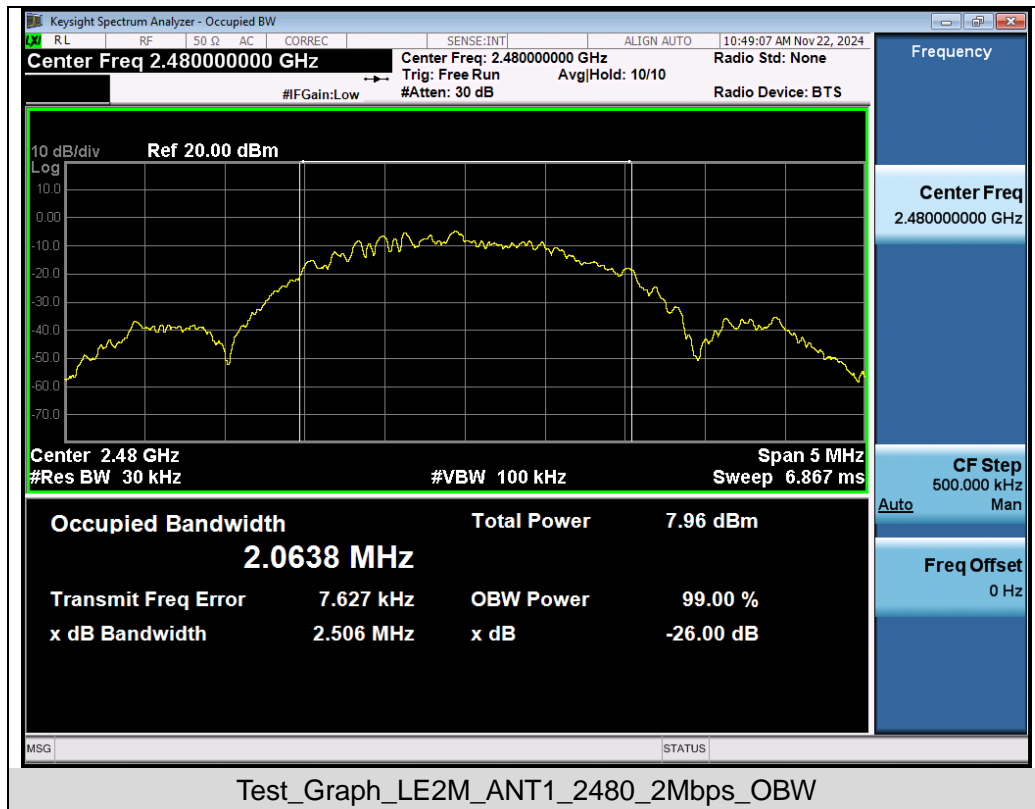 Keysight Spectrum Analyzer - Occupied BW
LXI RL RF 50 Ω AC CORREC SENSE:INT ALIGN AUTO 10:49:07 AM Nov 22, 2024
Center Freq 2.480000000 GHz
#IFGain:Low
Center Freq: 2.480000000 GHz
Trig: Free Run Avg|Hold: 10/10
#Atten: 30 dB
Radio Std: None
Radio Device: BTS
Frequency
10 dB/div Ref 20.00 dBm
Log
10.0
0.00
-10.0
-20.0
-30.0
-40.0
-50.0
-60.0
-70.0
Center 2.48 GHz Span 5 MHz
#Res BW 30 kHz #VBW 100 kHz Sweep 6.867 ms
Center Freq
2.480000000 GHz
CF Step
500.000 kHz
Auto Man
Freq Offset
0 Hz
Occupied Bandwidth Total Power 7.96 dBm
2.0638 MHz
Transmit Freq Error 7.627 kHz OBW Power 99.00 %
x dB Bandwidth 2.506 MHz x dB -26.00 dB
MSG STATUS
Test_Graph_LE2M_ANT1_2480_2Mbps_OBW